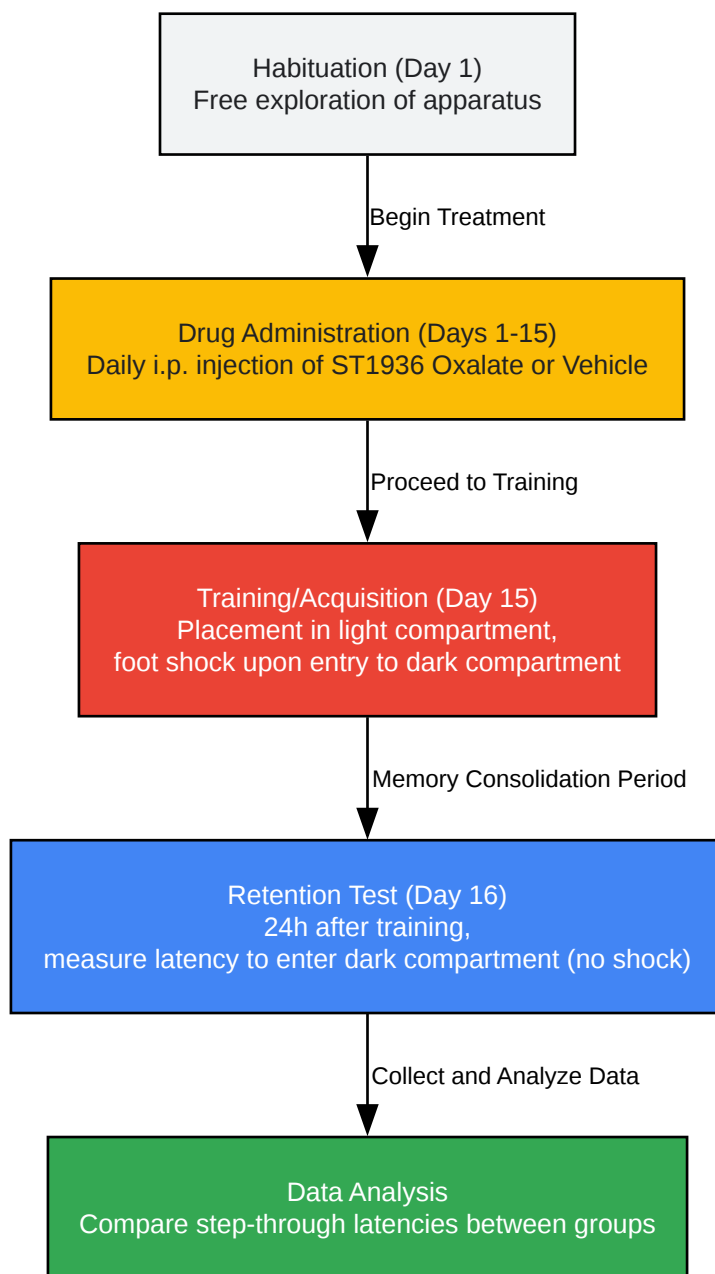 Habituation (Day 1)
Free exploration of apparatus
Begin Treatment
Drug Administration (Days 1-15)
Daily i.p. injection of ST1936 Oxalate or Vehicle
Proceed to Training
Training/Acquisition (Day 15)
Placement in light compartment,
foot shock upon entry to dark compartment
Memory Consolidation Period
Retention Test (Day 16)
24h after training,
measure latency to enter dark compartment (no shock)
Collect and Analyze Data
Data Analysis
Compare step-through latencies between groups